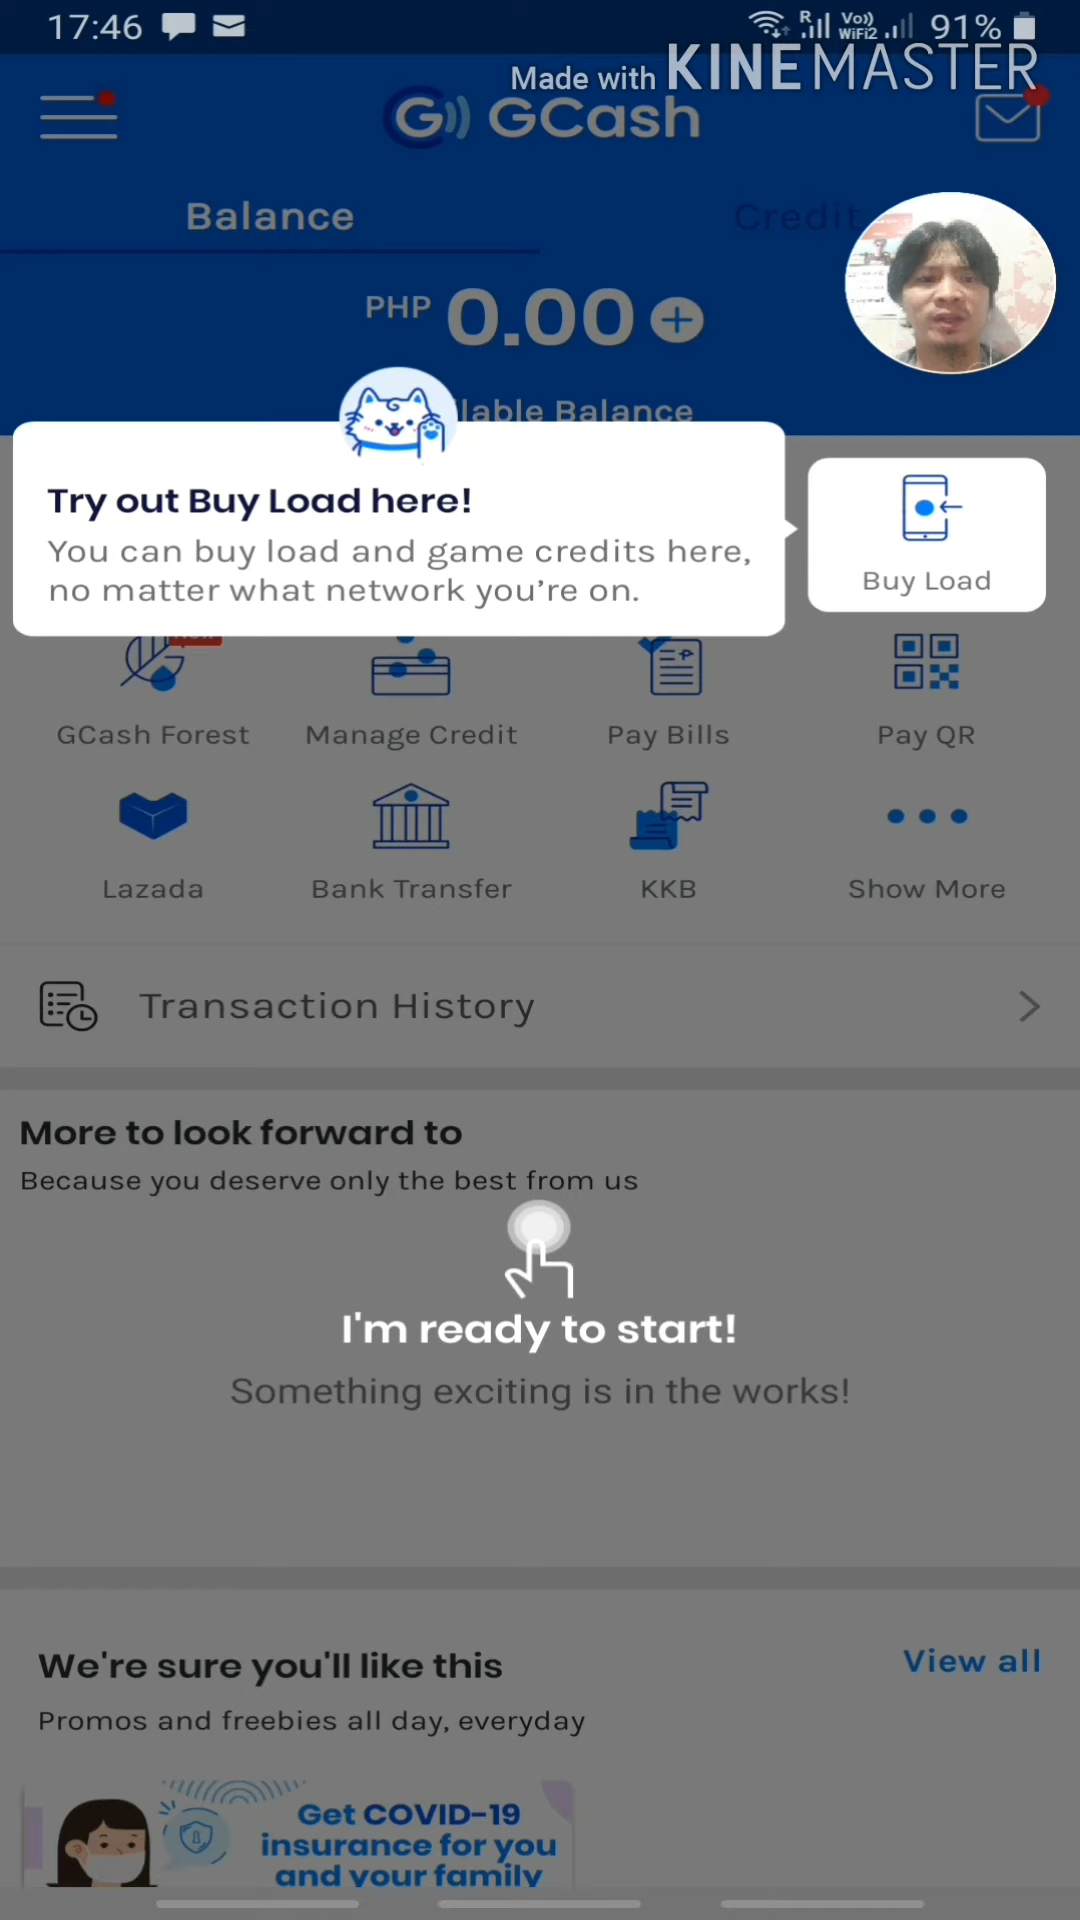 17:46
R
Vo))
WiFi2
91%
Made with KINEMASTER
GCash
Balance
Credit
PHP 0.00
lable Balance
Try out Buy Load here!
You can buy load and game credits here,
no matter what network you're on.
Buy Load
GCash Forest
Manage Credit
Pay Bills
Pay QR
Lazada
Bank Transfer
KKB
Show More
Transaction History
More to look forward to
Because you deserve only the best from us
I'm ready to start!
Something exciting is in the works!
We're sure you'll like this
View all
Promos and freebies all day, everyday
Get COVID-19
insurance for you
and your family